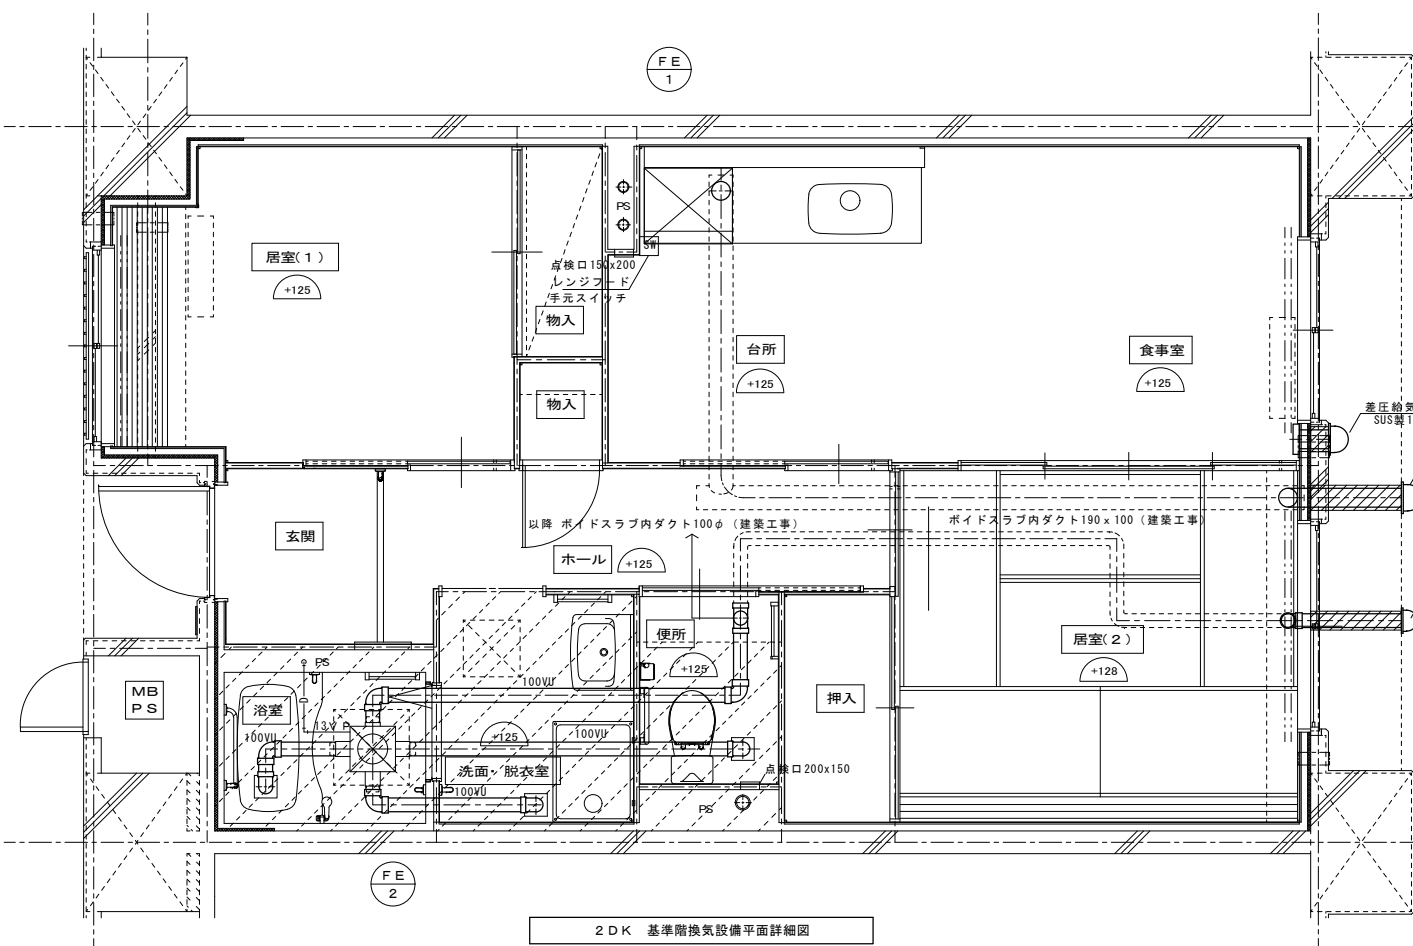 FE
1
PS
SW
居室(1)
+125
点検口150x200
レンジフード
手元スイッチ
物入
台所
+125
食事室
+125
物入
差圧給気
SUS製1
以降 ボイドスラブ内ダクト100φ (建築工事)
ボイドスラブ内ダクト190x100 (建築工事)
玄関
ホール
+125
便所
+125
居室(2)
+128
PS
MB
PS
浴室
100VU
13V P
100VU
+125
100VU
押入
洗面・脱衣室
100VU
点検口200x150
PS
FE
2
2DK 基準階換気設備平面詳細図